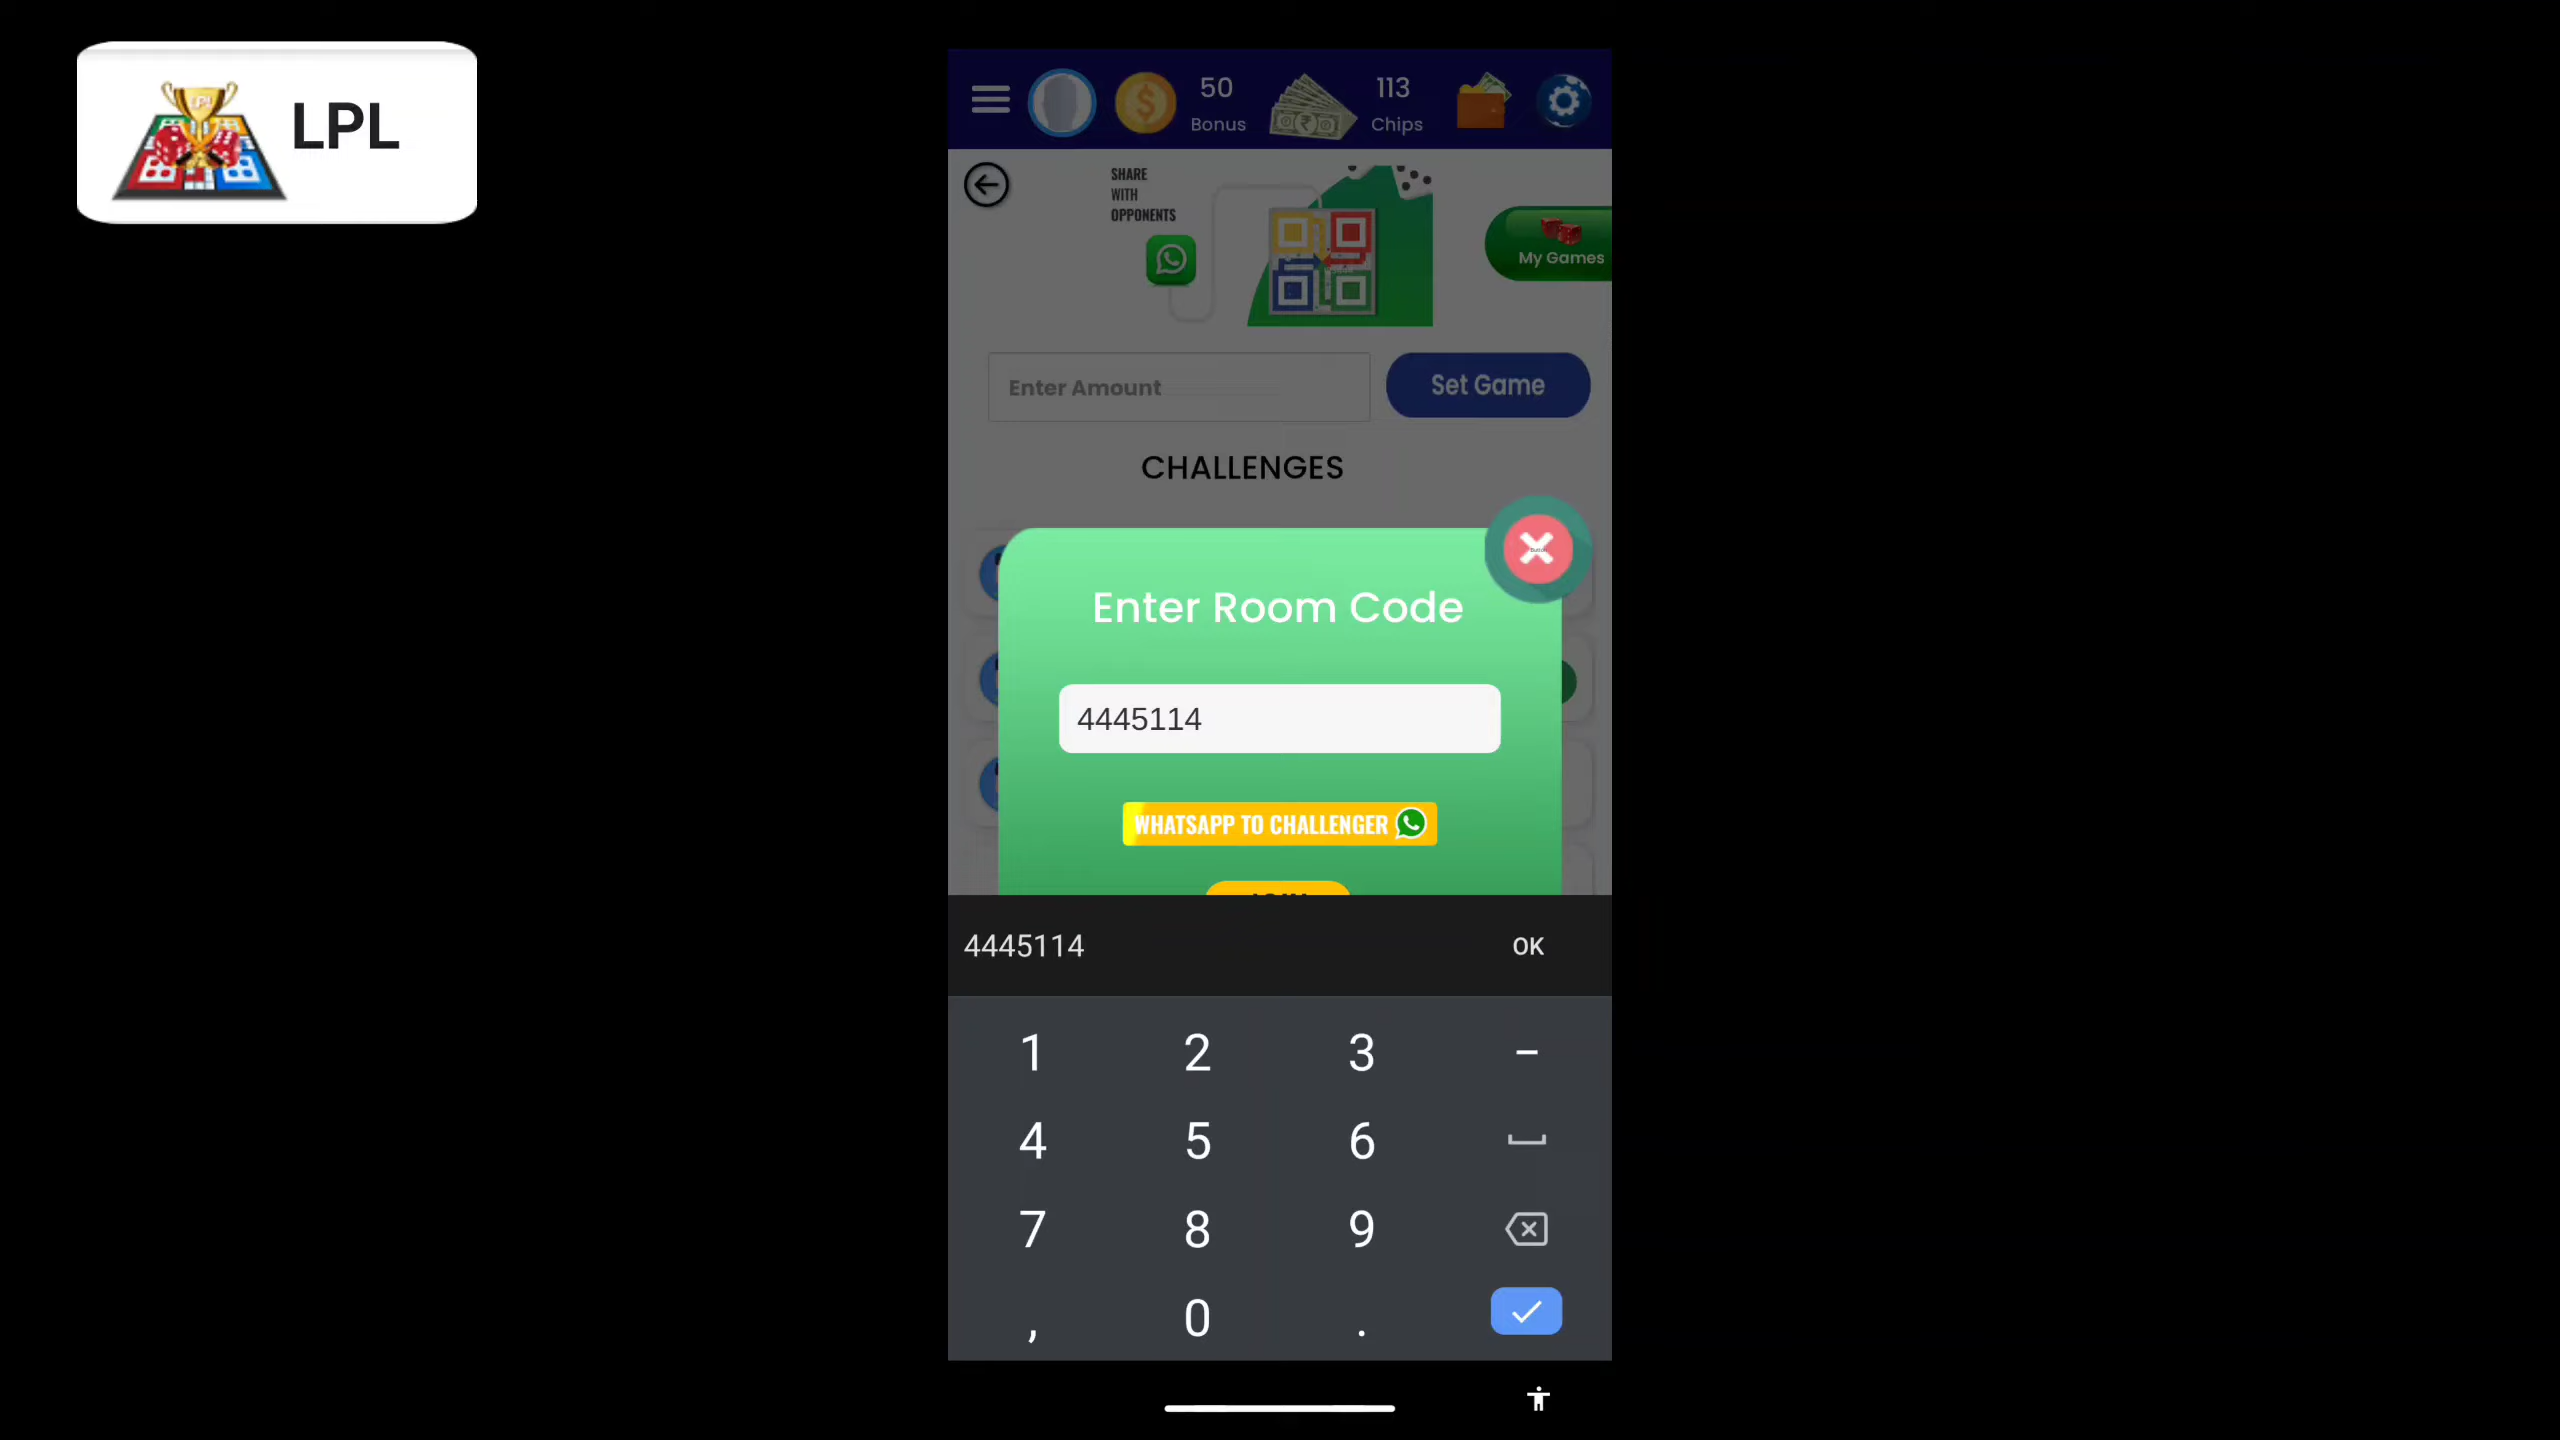 LPL
50
Bonus
113
Chips
SHARE
WITH
OPPONENTS
My Games
Enter Amount
Set Game
CHALLENGES
Enter Room Code
4445114
WHATSAPP TO CHALLENGER
4445114
OK
1 2 3 -
4 5 6
7 8 9
, 0 .